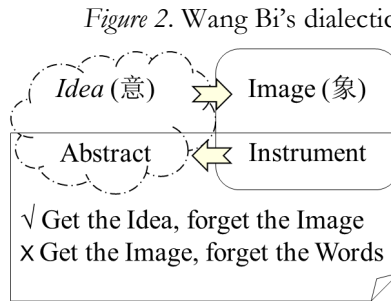 Figure 2. Wang Bi's dialectic
Idea (意) Image (象)
Abstract Instrument
√ Get the Idea, forget the Image
x Get the Image, forget the Words